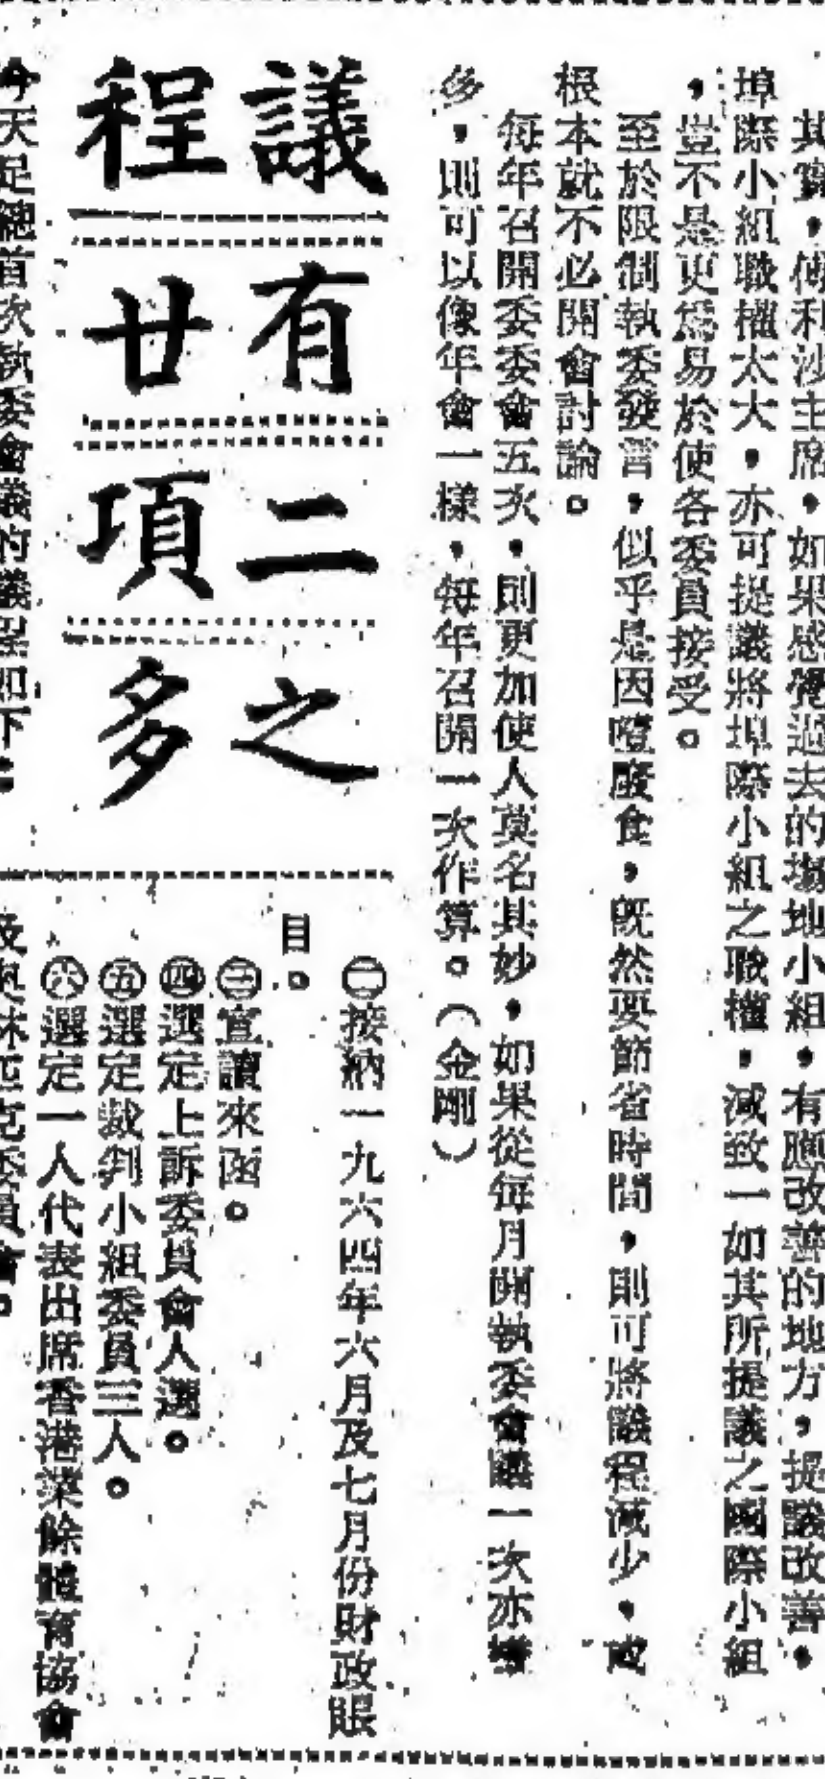 其實，傅利沙主席，如果感覺過去的場地小組，有應改善的地方，提議改善，
埠際小組職權太大，亦可提議將埠際小組之職權，減致一如其所提議之國際小組
，豈不是更為易於使各委員接受。
至於限制執委發言，似乎是因噎廢食，既然要節省時間，則可將議程減少，或
根本就不必開會討論。
每年召開委委會五次，則更加使人莫名其妙，如果從每月開執委會議一次亦嫌
多，則可以像年會一樣，每年召開一次作算。（金剛）
議程
有廿
二項
之多
今天足總首次執委會議的議程如下：
㊁接納一九六四年六月及七月份財政賬
目。
㊂宣讀來函。
㊃選定上訴委員會人選。
㊄選定裁判小組委員三人。
㊅選定一人代表出席香港業餘體育協會
及奧林匹克委員會。